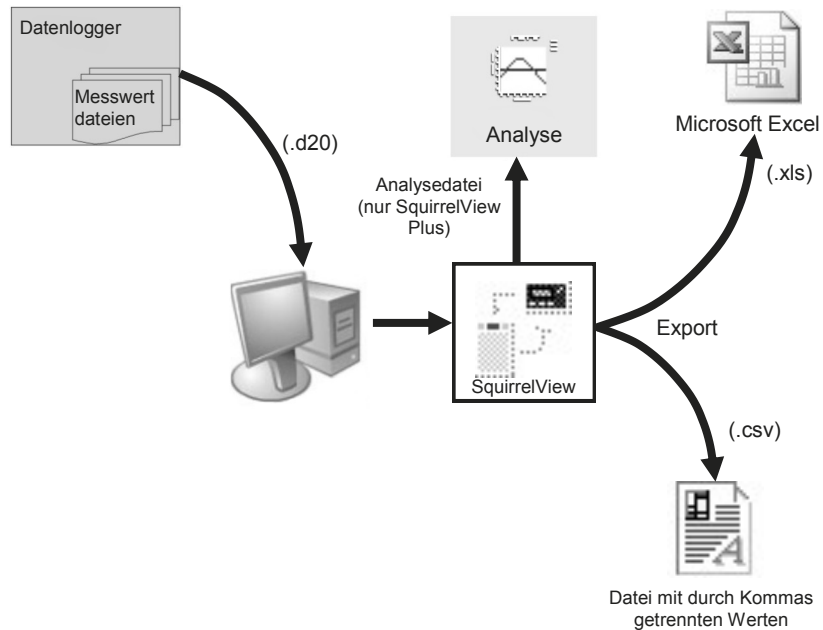 Datenlogger
Messwert
dateien
(.d20)
Analyse
Microsoft Excel
(.xls)
Analysedatei
(nur SquirrelView
Plus)
SquirrelView
Export
(.csv)
Datei mit durch Kommas
getrennten Werten